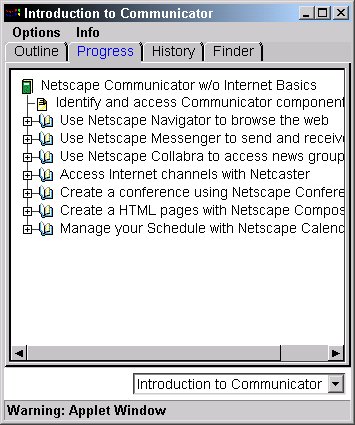 Introduction to Communicator
Options Info
Outline Progress History Finder
Netscape Communicator w/o Internet Basics
Identify and access Communicator component
Use Netscape Navigator to browse the web
Use Netscape Messenger to send and receive
Use Netscape Collabra to access news group
Access Internet channels with Netcaster
Create a conference using Netscape Confere
Create a HTML pages with Netscape Compos
Manage your Schedule with Netscape Calend
Introduction to Communicator
Warning: Applet Window